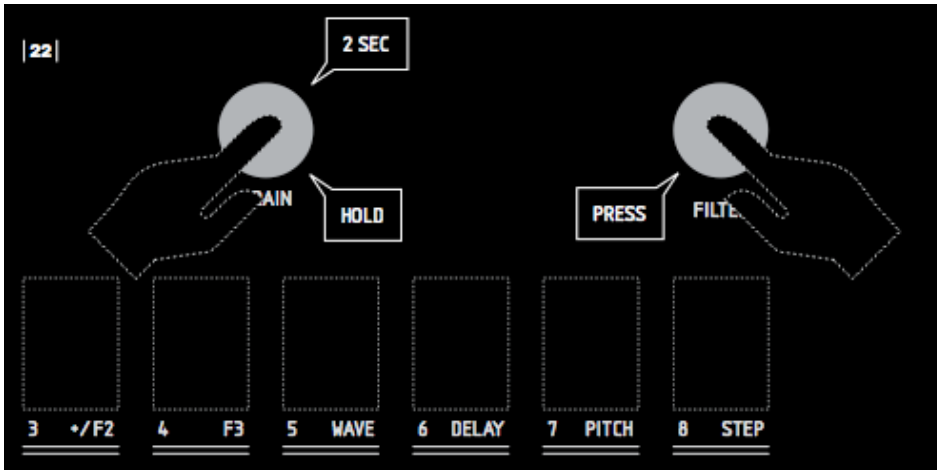 |22|
2 SEC
HOLD
PRESS
3 +/F2
4 F3
5 WAVE
6 DELAY
7 PITCH
8 STEP